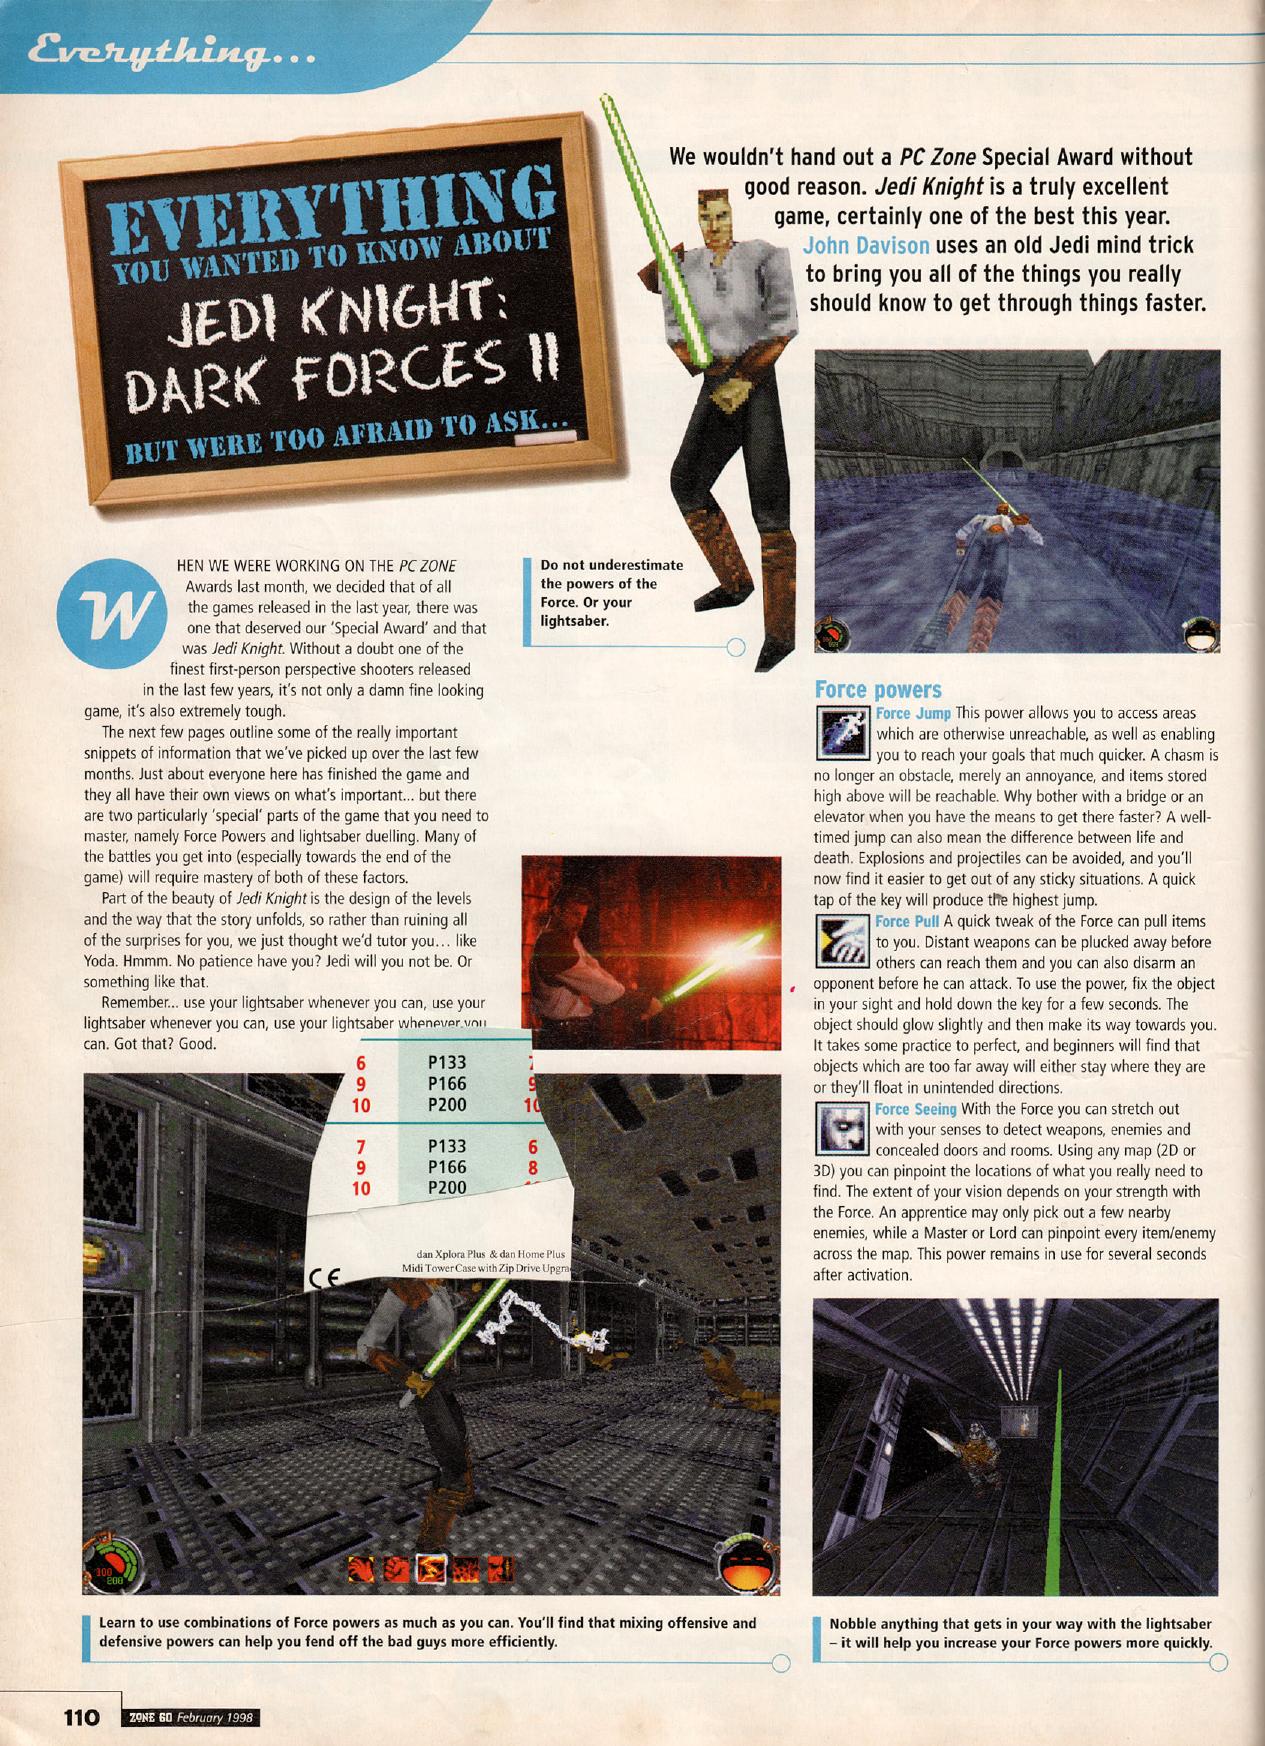 Everything...
EVERYTHING
YOU WANTED TO KNOW ABOUT
JEDI KNIGHT:
DARK FORCES II
BUT WERE TOO AFRAID TO ASK...
We wouldn't hand out a PC Zone Special Award without
good reason. Jedi Knight is a truly excellent
game, certainly one of the best this year.
John Davison uses an old Jedi mind trick
to bring you all of the things you really
should know to get through things faster.
WHEN WE WERE WORKING ON THE PC ZONE
Awards last month, we decided that of all
the games released in the last year, there was
one that deserved our 'Special Award' and that
was Jedi Knight. Without a doubt one of the
finest first-person perspective shooters released
in the last few years, it's not only a damn fine looking
game, it's also extremely tough.
The next few pages outline some of the really important
snippets of information that we've picked up over the last few
months. Just about everyone here has finished the game and
they all have their own views on what's important... but there
are two particularly 'special' parts of the game that you need to
master, namely Force Powers and lightsaber duelling. Many of
the battles you get into (especially towards the end of the
game) will require mastery of both of these factors.
Part of the beauty of Jedi Knight is the design of the levels
and the way that the story unfolds, so rather than ruining all
of the surprises for you, we just thought we'd tutor you... like
Yoda. Hmmm. No patience have you? Jedi will you not be. Or
something like that.
Remember... use your lightsaber whenever you can, use your
lightsaber whenever you can, use your lightsaber whenever you
can. Got that? Good.
Do not underestimate
the powers of the
Force. Or your
lightsaber.
6 P133 7
9 P166 9
10 P200 10
7 P133 6
9 P166 8
10 P200
dan Xplora Plus & dan Home Plus
Midi Tower Case with Zip Drive Upgra
CE
100
200
Learn to use combinations of Force powers as much as you can. You'll find that mixing offensive and
defensive powers can help you fend off the bad guys more efficiently.
Force powers
Force Jump This power allows you to access areas
which are otherwise unreachable, as well as enabling
you to reach your goals that much quicker. A chasm is
no longer an obstacle, merely an annoyance, and items stored
high above will be reachable. Why bother with a bridge or an
elevator when you have the means to get there faster? A well-
timed jump can also mean the difference between life and
death. Explosions and projectiles can be avoided, and you'll
now find it easier to get out of any sticky situations. A quick
tap of the key will produce the highest jump.
Force Pull A quick tweak of the Force can pull items
to you. Distant weapons can be plucked away before
others can reach them and you can also disarm an
opponent before he can attack. To use the power, fix the object
in your sight and hold down the key for a few seconds. The
object should glow slightly and then make its way towards you.
It takes some practice to perfect, and beginners will find that
objects which are too far away will either stay where they are
or they'll float in unintended directions.
Force Seeing With the Force you can stretch out
with your senses to detect weapons, enemies and
concealed doors and rooms. Using any map (2D or
3D) you can pinpoint the locations of what you really need to
find. The extent of your vision depends on your strength with
the Force. An apprentice may only pick out a few nearby
enemies, while a Master or Lord can pinpoint every item/enemy
across the map. This power remains in use for several seconds
after activation.
Nobble anything that gets in your way with the lightsaber
– it will help you increase your Force powers more quickly.
110 ZONE 60 February 1998